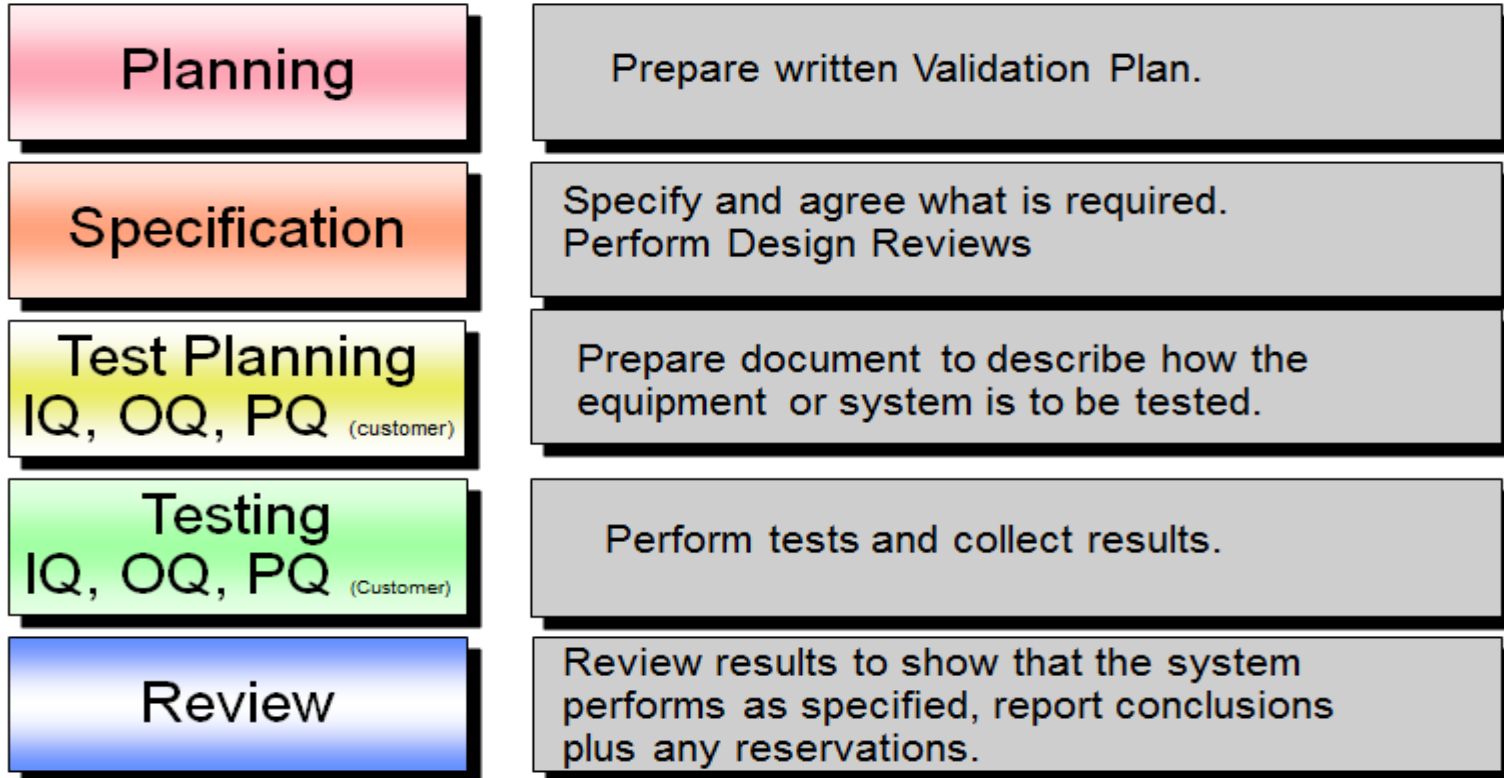 Planning
Prepare written Validation Plan.
Specification
Specify and agree what is required.
Perform Design Reviews
Test Planning
IQ, OQ, PQ (customer)
Prepare document to describe how the
equipment or system is to be tested.
Testing
IQ, OQ, PQ (Customer)
Perform tests and collect results.
Review
Review results to show that the system
performs as specified, report conclusions
plus any reservations.